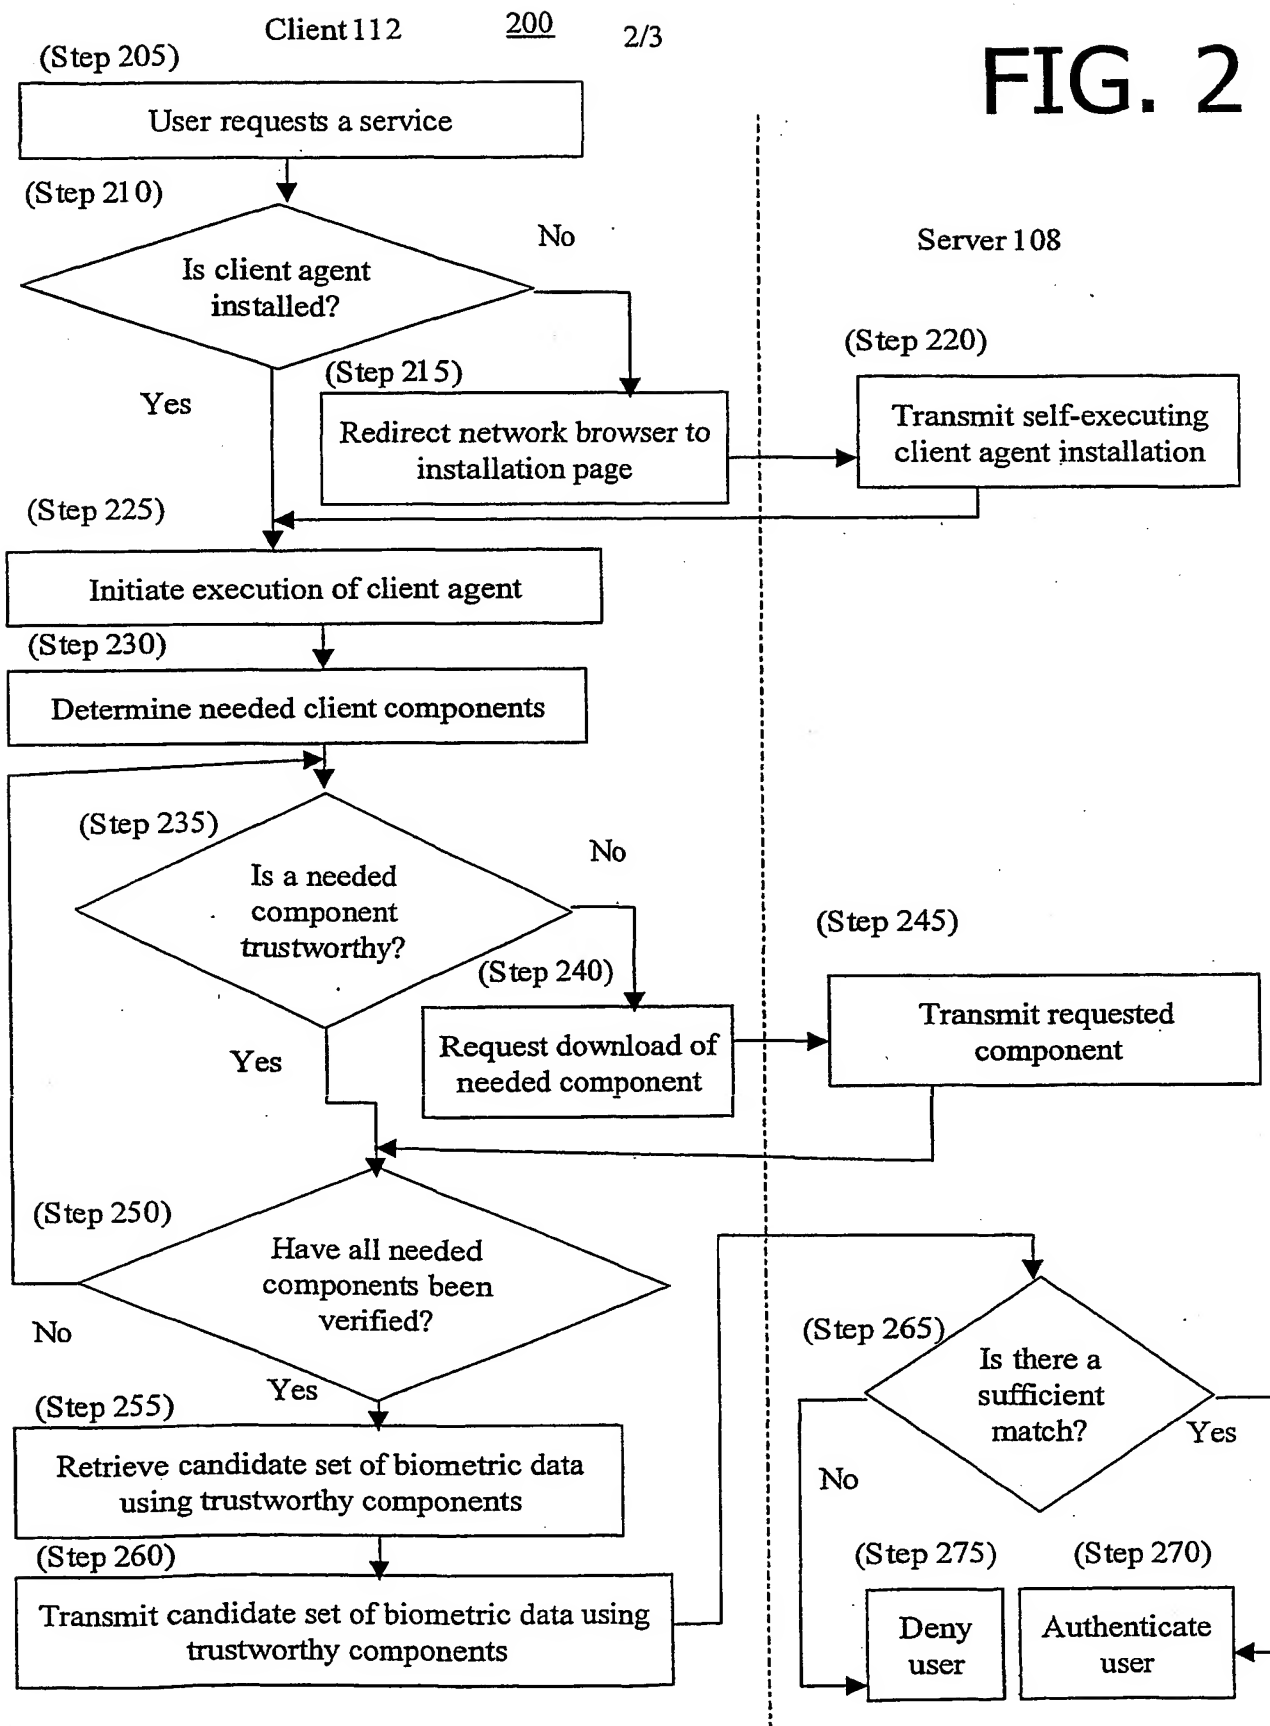 Client 112
200
2/3
FIG. 2
(Step 205)
User requests a service
(Step 210)
No
Is client agent
installed?
Server 108
(Step 220)
(Step 215)
Yes
Redirect network browser to
installation page
Transmit self-executing
client agent installation
(Step 225)
Initiate execution of client agent
(Step 230)
Determine needed client components
(Step 235)
No
Is a needed
component
trustworthy?
(Step 245)
(Step 240)
Yes
Request download of
needed component
Transmit requested
component
(Step 250)
Have all needed
components been
verified?
No
Yes
(Step 265)
Is there a
sufficient
match?
Yes
No
(Step 255)
Retrieve candidate set of biometric data
using trustworthy components
(Step 260)
Transmit candidate set of biometric data using
trustworthy components
(Step 275)
(Step 270)
Deny
user
Authenticate
user